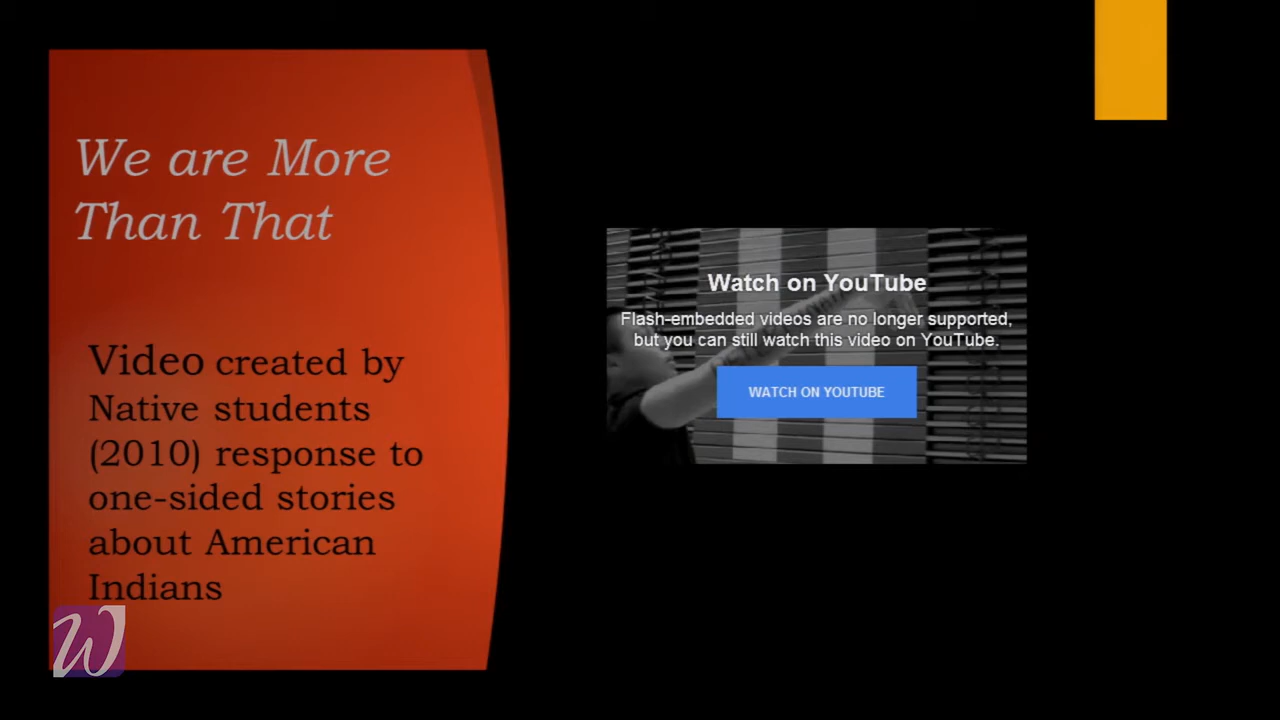 We are More
Than That
Video created by
Native students
(2010) response to
one-sided stories
about American
Indians
W
Watch on YouTube
Flash-embedded videos are no longer supported,
but you can still watch this video on YouTube.
WATCH ON YOUTUBE